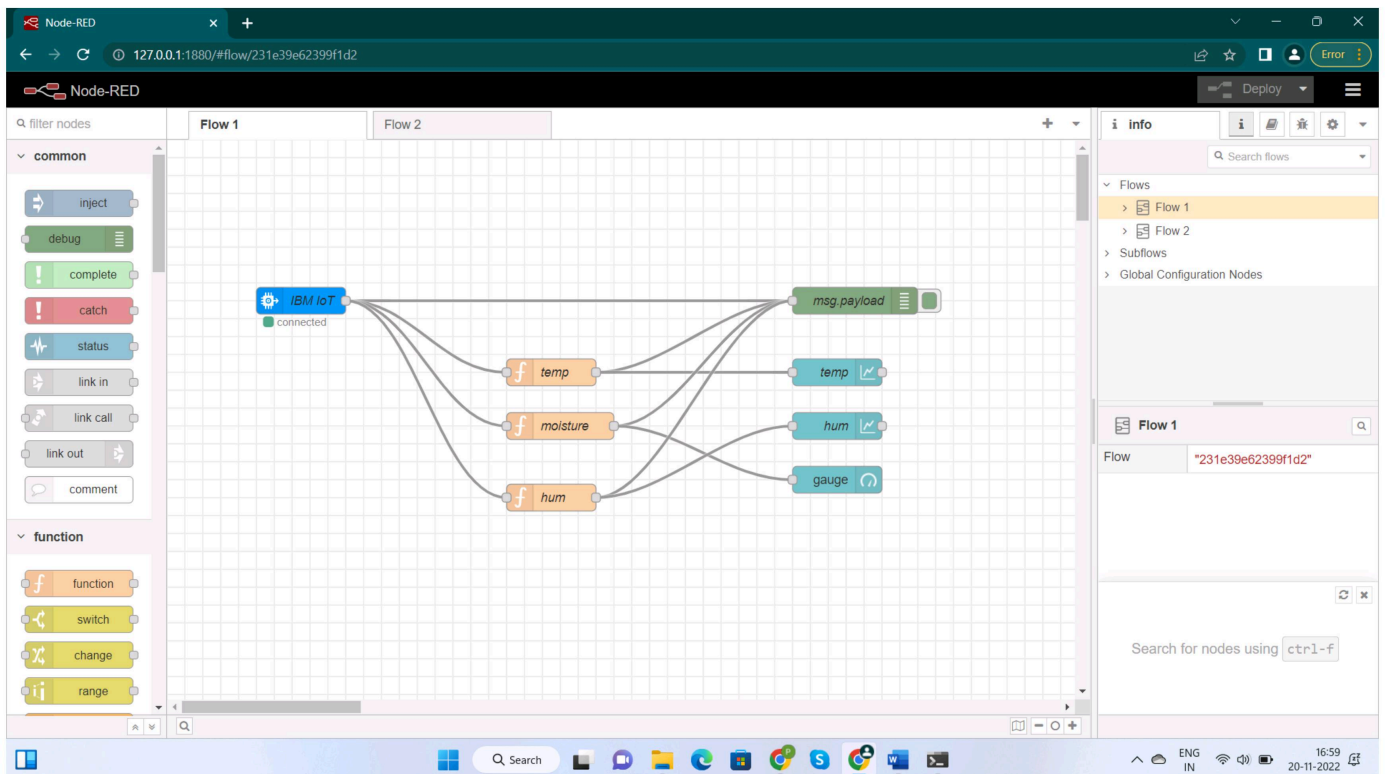 Node-RED
127.0.0.1:1880/#flow/231e39e62399f1d2
Error
Node-RED
Deploy
filter nodes
Flow 1
Flow 2
i info
i
Search flows
common
inject
debug
complete
catch
status
link in
link call
link out
comment
function
function
switch
change
range
IBM IoT
connected
temp
moisture
hum
msg.payload
temp
hum
gauge
Flows
Flow 1
Flow 2
Subflows
Global Configuration Nodes
Flow 1
Flow "231e39e62399f1d2"
Search for nodes using ctrl-f
Search
ENG
IN
16:59
20-11-2022